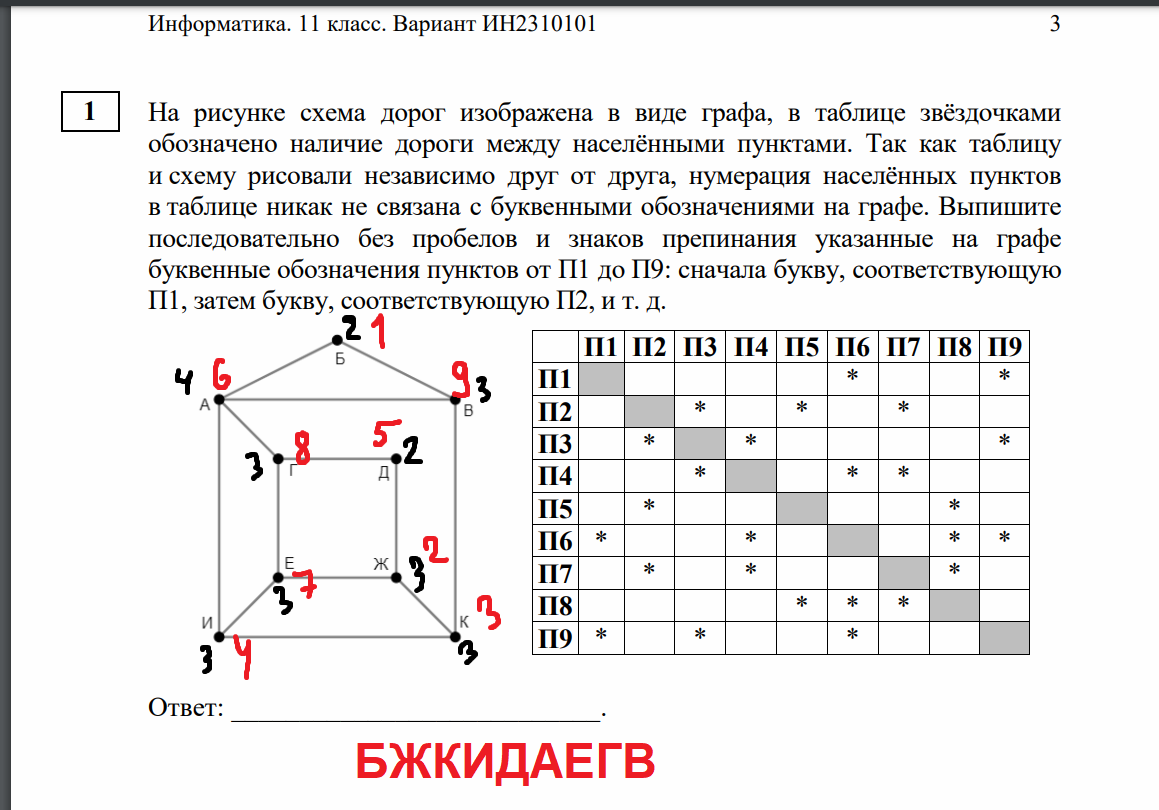 Информатика. 11 класс. Вариант ИН2310101 3
1 На рисунке схема дорог изображена в виде графа, в таблице звёздочками
обозначено наличие дороги между населёнными пунктами. Так как таблицу
и схему рисовали независимо друг от друга, нумерация населённых пунктов
в таблице никак не связана с буквенными обозначениями на графе. Выпишите
последовательно без пробелов и знаков препинания указанные на графе
буквенные обозначения пунктов от П1 до П9: сначала букву, соответствующую
П1, затем букву, соответствующую П2, и т. д.
2 1
Б
4 6 9 3
А В
8 5 2
3 Г Д
Е Ж 2
7 3 3
И К 3
3 4 3
П1 П2 П3 П4 П5 П6 П7 П8 П9
П1 * *
П2 * * *
П3 * * *
П4 * * *
П5 * *
П6 * * * *
П7 * * *
П8 * * *
П9 * * *
Ответ: ____________________________.
БЖКИДАЕГВ